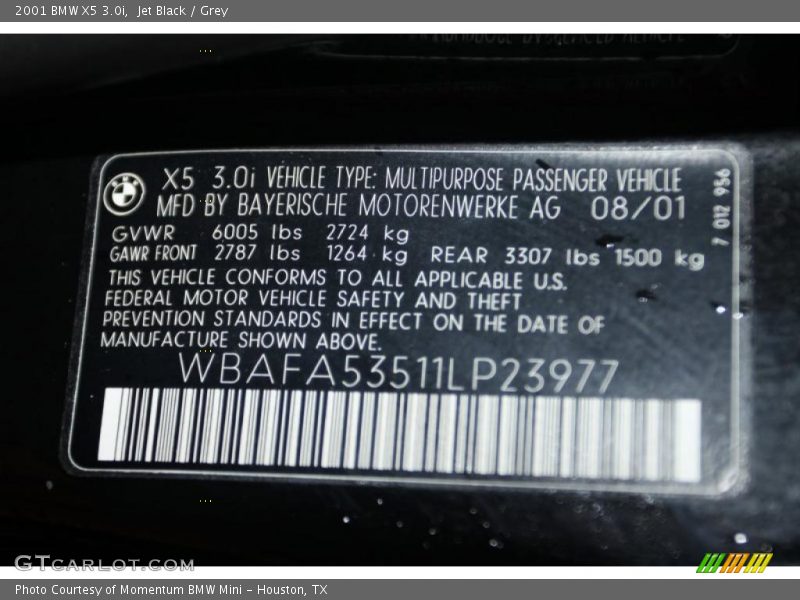 2001 BMW X5 3.0i, Jet Black / Grey
X5 3.0i VEHICLE TYPE: MULTIPURPOSE PASSENGER VEHICLE
MFD BY BAYERISCHE MOTORENWERKE AG 08/01
GVWR 6005 lbs 2724 kg
GAWR FRONT 2787 lbs 1264 kg REAR 3307 lbs 1500 kg
THIS VEHICLE CONFORMS TO ALL APPLICABLE U.S.
FEDERAL MOTOR VEHICLE SAFETY AND THEFT
PREVENTION STANDARDS IN EFFECT ON THE DATE OF
MANUFACTURE SHOWN ABOVE.
WBAFA53511LP23977
7 012 956
GTCARLOT.COM
Photo Courtesy of Momentum BMW Mini - Houston, TX